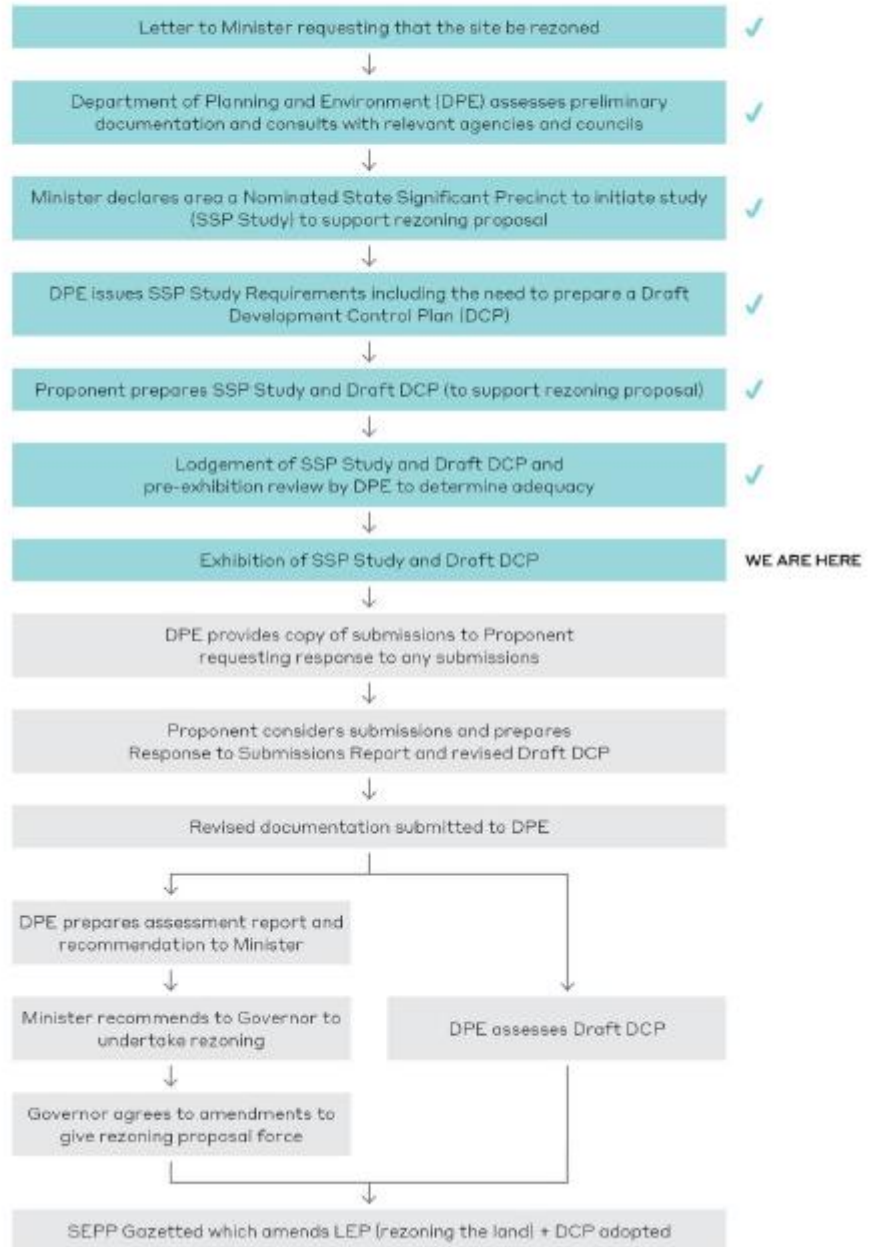 Letter to Minister requesting that the site be rezoned
Department of Planning and Environment (DPE) assesses preliminary
documentation and consults with relevant agencies and councils
Minister declares area a Nominated State Significant Precinct to initiate study
(SSP Study) to support rezoning proposal
DPE issues SSP Study Requirements including the need to prepare a Draft
Development Control Plan (DCP)
Proponent prepares SSP Study and Draft DCP (to support rezoning proposal)
Lodgement of SSP Study and Draft DCP and
pre-exhibition review by DPE to determine adequacy
Exhibition of SSP Study and Draft DCP
WE ARE HERE
DPE provides copy of submissions to Proponent
requesting response to any submissions
Proponent considers submissions and prepares
Response to Submissions Report and revised Draft DCP
Revised documentation submitted to DPE
DPE prepares assessment report and
recommendation to Minister
Minister recommends to Governor to
undertake rezoning
DPE assesses Draft DCP
Governor agrees to amendments to
give rezoning proposal force
SEPP Gazetted which amends LEP (rezoning the land) + DCP adopted